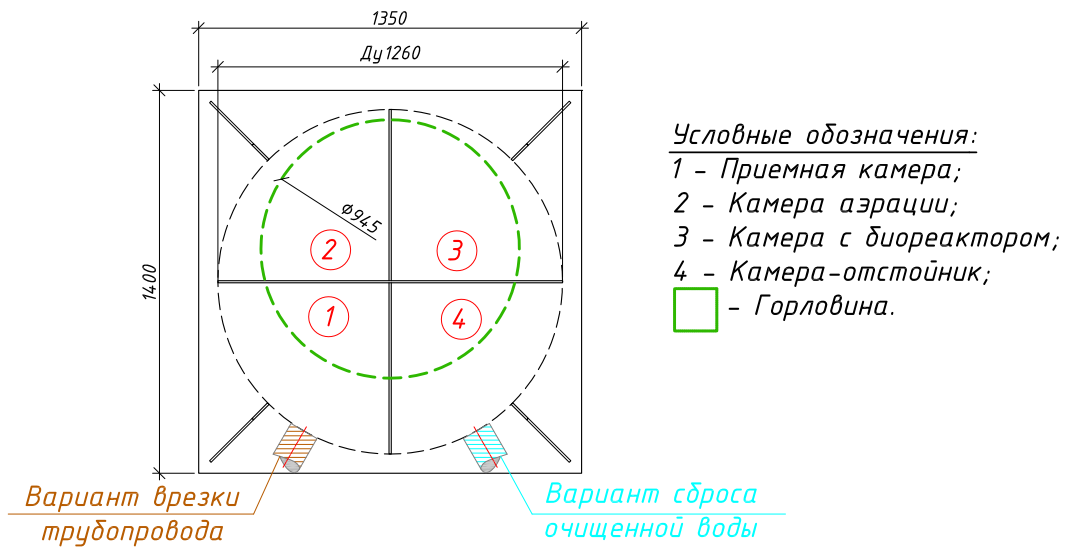 1350
Ду1260
Условные обозначения:
1 - Приемная камера;
2 - Камера аэрации;
3 - Камера с биореактором;
4 - Камера-отстойник;
- Горловина.
ф945
2
3
1400
1
4
Вариант врезки
трубопровода
Вариант сброса
очищенной воды